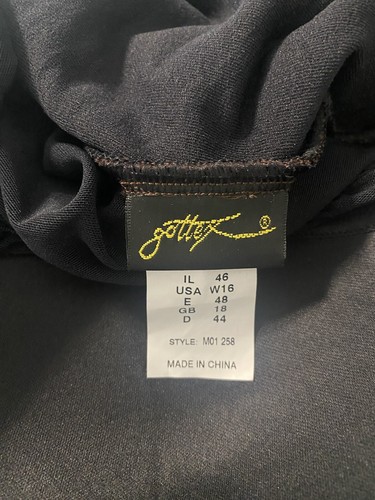 gottex ®
IL 46
USA W16
E 48
GB 18
D 44
STYLE: M01 258
MADE IN CHINA